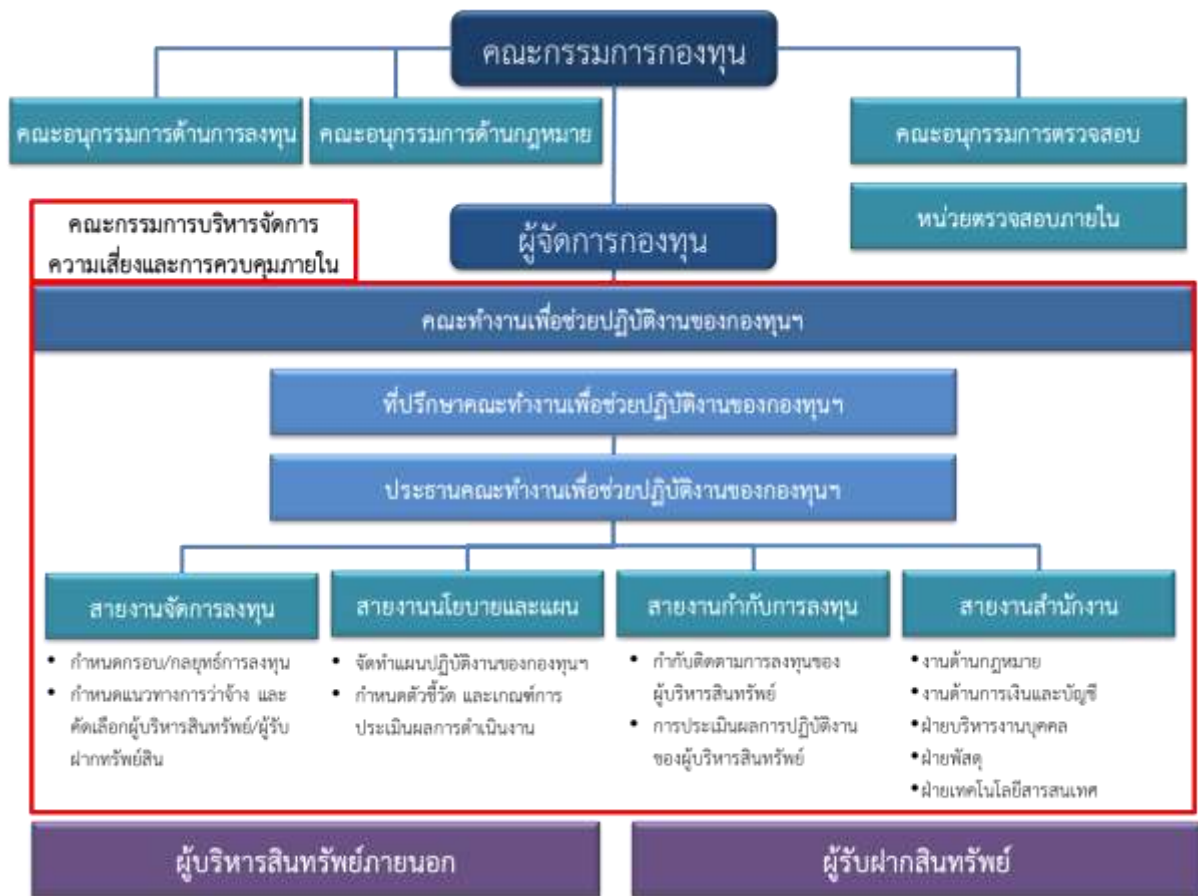 คณะกรรมการกองทุน
คณะอนุกรรมการด้านการลงทุน
คณะอนุกรรมการด้านกฎหมาย
คณะอนุกรรมการตรวจสอบ
หน่วยตรวจสอบภายใน
คณะกรรมการบริหารจัดการ
ความเสี่ยงและการควบคุมภายใน
ผู้จัดการกองทุน
คณะทำงานเพื่อช่วยปฏิบัติงานของกองทุนฯ
ที่ปรึกษาคณะทำงานเพื่อช่วยปฏิบัติงานของกองทุนฯ
ประธานคณะทำงานเพื่อช่วยปฏิบัติงานของกองทุนฯ
สายงานจัดการลงทุน
• กำหนดกรอบ/กลยุทธ์การลงทุน
• กำหนดแนวทางการว่าจ้าง และ
คัดเลือกผู้บริหารสินทรัพย์/ผู้รับ
ฝากทรัพย์สิน
สายงานนโยบายและแผน
• จัดทำแผนปฏิบัติงานของกองทุนฯ
• กำหนดตัวชี้วัด และเกณฑ์การ
ประเมินผลการดำเนินงาน
สายงานกำกับการลงทุน
• กำกับติดตามการลงทุนของ
ผู้บริหารสินทรัพย์
• การประเมินผลการปฏิบัติงาน
ของผู้บริหารสินทรัพย์
สายงานสำนักงาน
•งานด้านกฎหมาย
•งานด้านการเงินและบัญชี
•ฝ่ายบริหารงานบุคคล
•ฝ่ายพัสดุ
•ฝ่ายเทคโนโลยีสารสนเทศ
ผู้บริหารสินทรัพย์ภายนอก
ผู้รับฝากสินทรัพย์